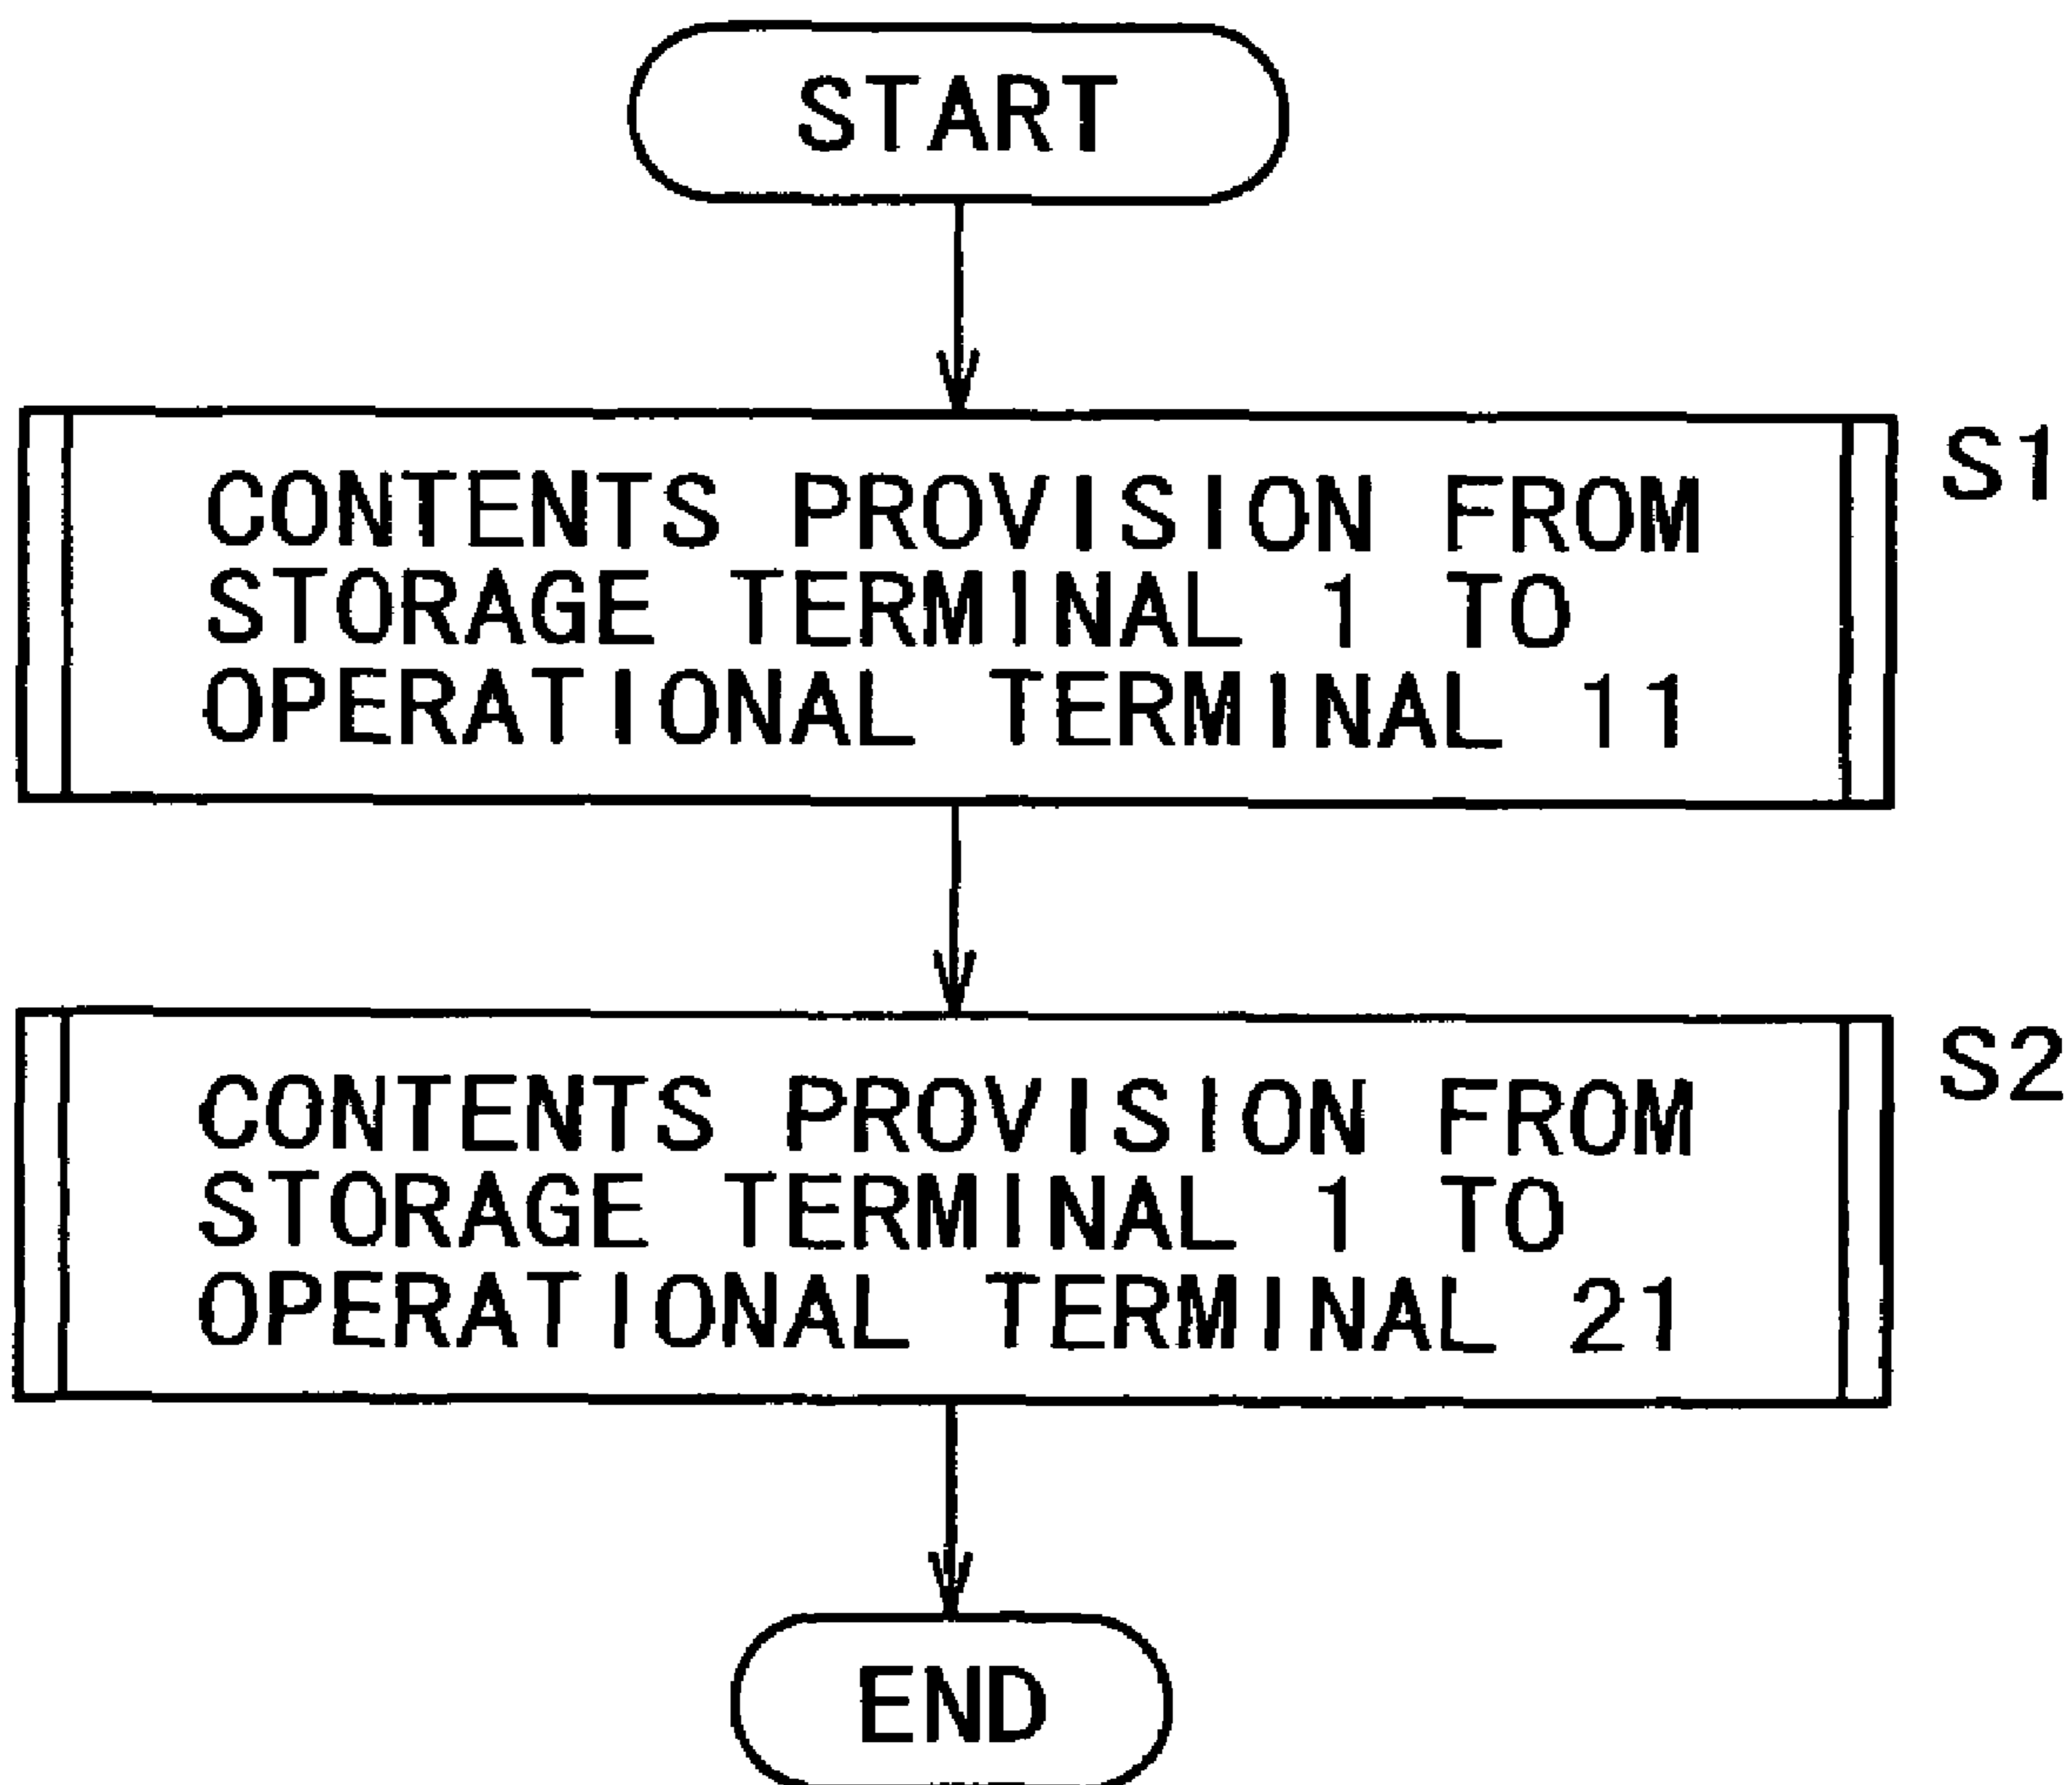 START
CONTENTS PROVISION FROM
STORAGE TERMINAL 1 TO
OPERATIONAL TERMINAL 11
S1
CONTENTS PROVISION FROM
STORAGE TERMINAL 1 TO
OPERATIONAL TERMINAL 21
S2
END